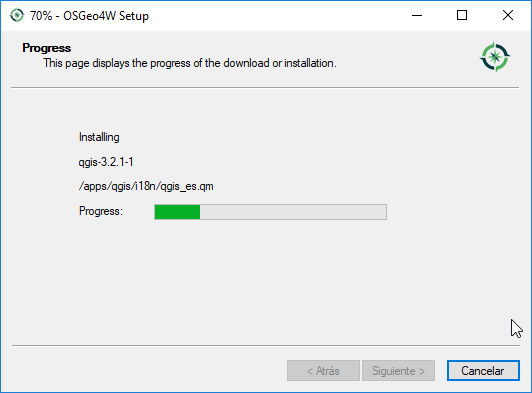 70% - OSGeo4W Setup
Progress
This page displays the progress of the download or installation.
Installing
qgis-3.2.1-1
/apps/qgis/i18n/qgis_es.qm
Progress:
< Atrás
Siguiente >
Cancelar